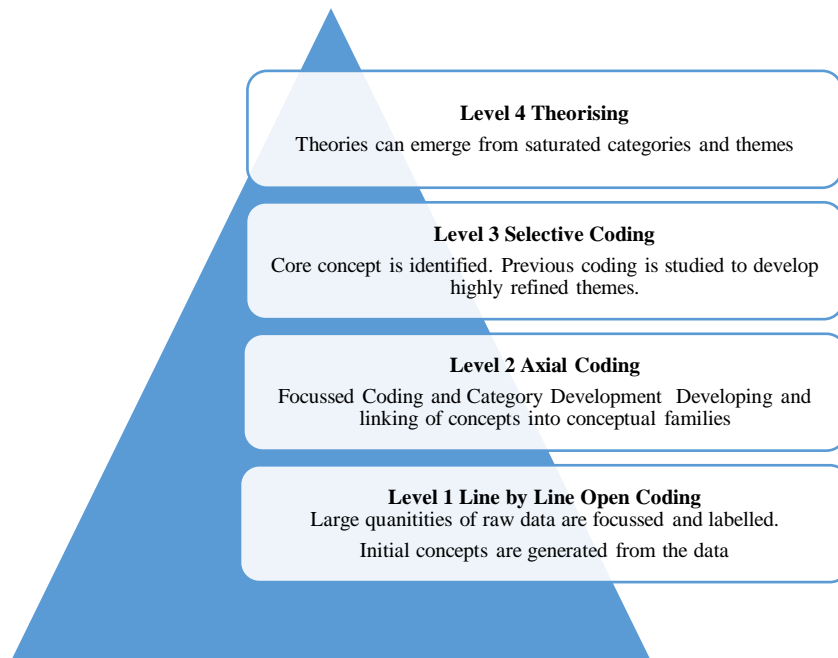 Level 4 Theorising
Theories can emerge from saturated categories and themes
Level 3 Selective Coding
Core concept is identified. Previous coding is studied to develop
highly refined themes.
Level 2 Axial Coding
Focussed Coding and Category Development  Developing and
linking of concepts into conceptual families
Level 1 Line by Line Open Coding
Large quanitities of raw data are focussed and labelled.
Initial concepts are generated from the data